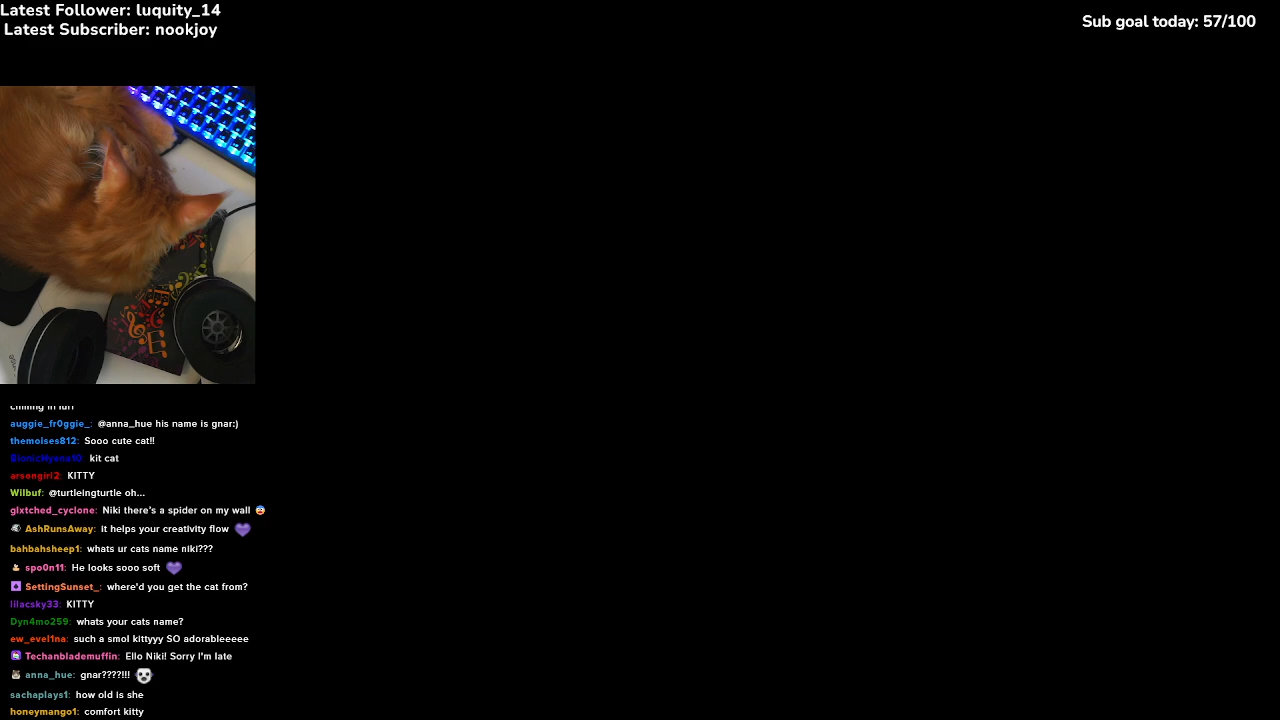 Latest Follower: luquity_14
Latest Subscriber: nookjoy
Sub goal today: 57/100
auggie_fr0ggie_: @anna_hue his name is gnar:)
themoises812: Sooo cute cat!!
BionicHyena10: kit cat
arsongirl2: KITTY
Wilbuf: @turtleingturtle oh...
glxtched_cyclone: Niki there's a spider on my wall
AshRunsAway: it helps your creativity flow
bahbahsheep1: whats ur cats name niki???
spo0n11: He looks sooo soft
SettingSunset_: where'd you get the cat from?
lilacsky33: KITTY
Dyn4mo259: whats your cats name?
ew_evel1na: such a smol kittyyy SO adorableeeee
Techanblademuffin: Ello Niki! Sorry I'm late
anna_hue: gnar????!!!
sachaplays1: how old is she
honeymango1: comfort kitty